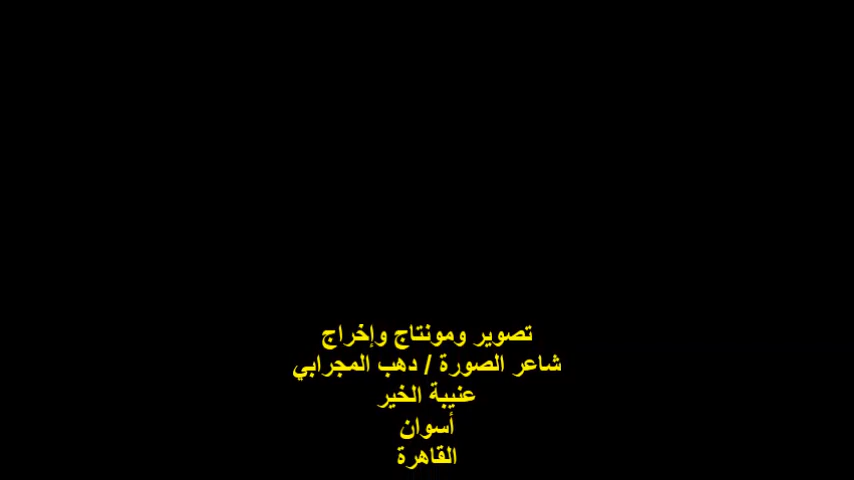 تصوير ومونتاج وإخراج
شاعر الصورة / دهب المجرابي
عنيبة الخير
أسوان
القاهرة